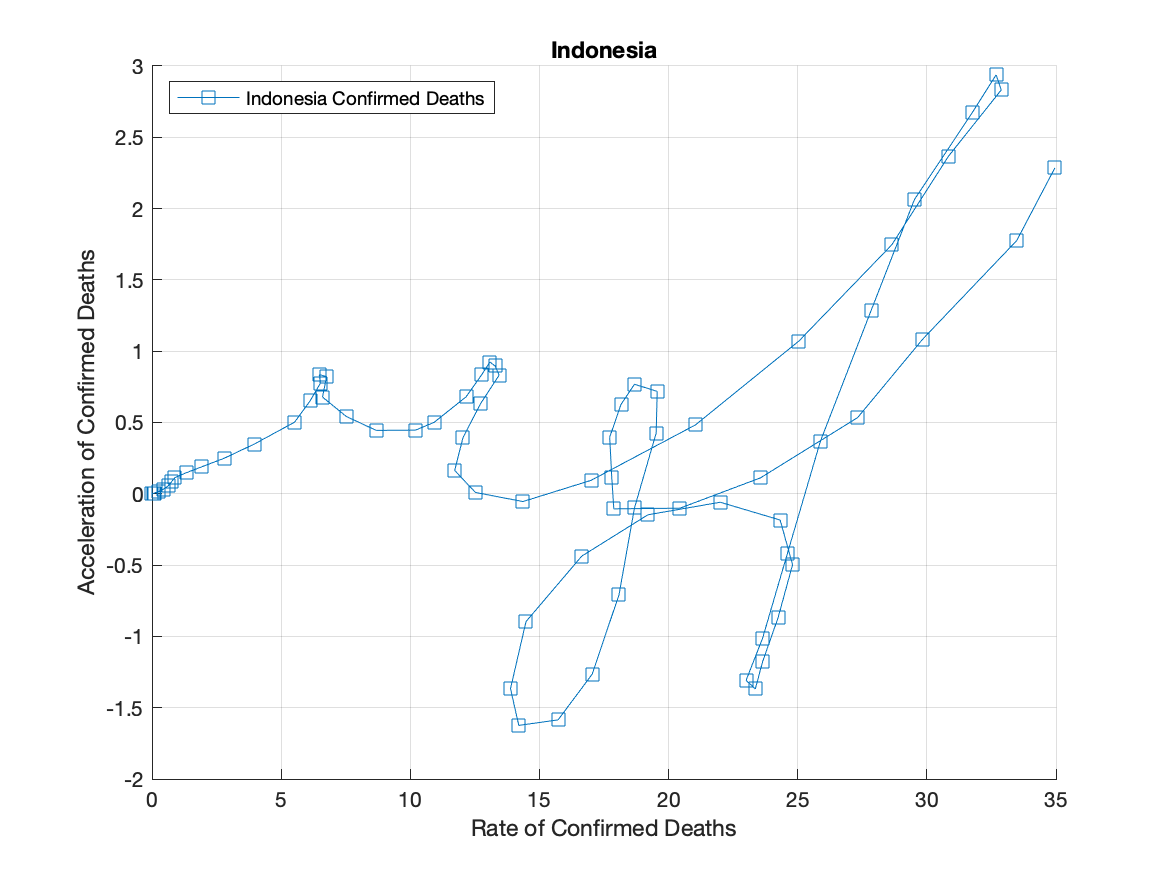 Indonesia
Indonesia Confirmed Deaths
3
2.5
2
1.5
1
0.5
0
-0.5
-1
-1.5
-2
Acceleration of Confirmed Deaths
0 5 10 15 20 25 30 35
Rate of Confirmed Deaths